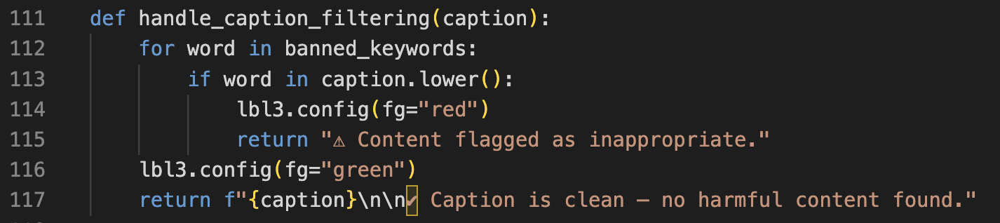 111 def handle_caption_filtering(caption):
112 for word in banned_keywords:
113 if word in caption.lower():
114 lbl3.config(fg="red")
115 return "⚠ Content flagged as inappropriate."
116 lbl3.config(fg="green")
117 return f"{caption}\n\n✔ Caption is clean — no harmful content found."